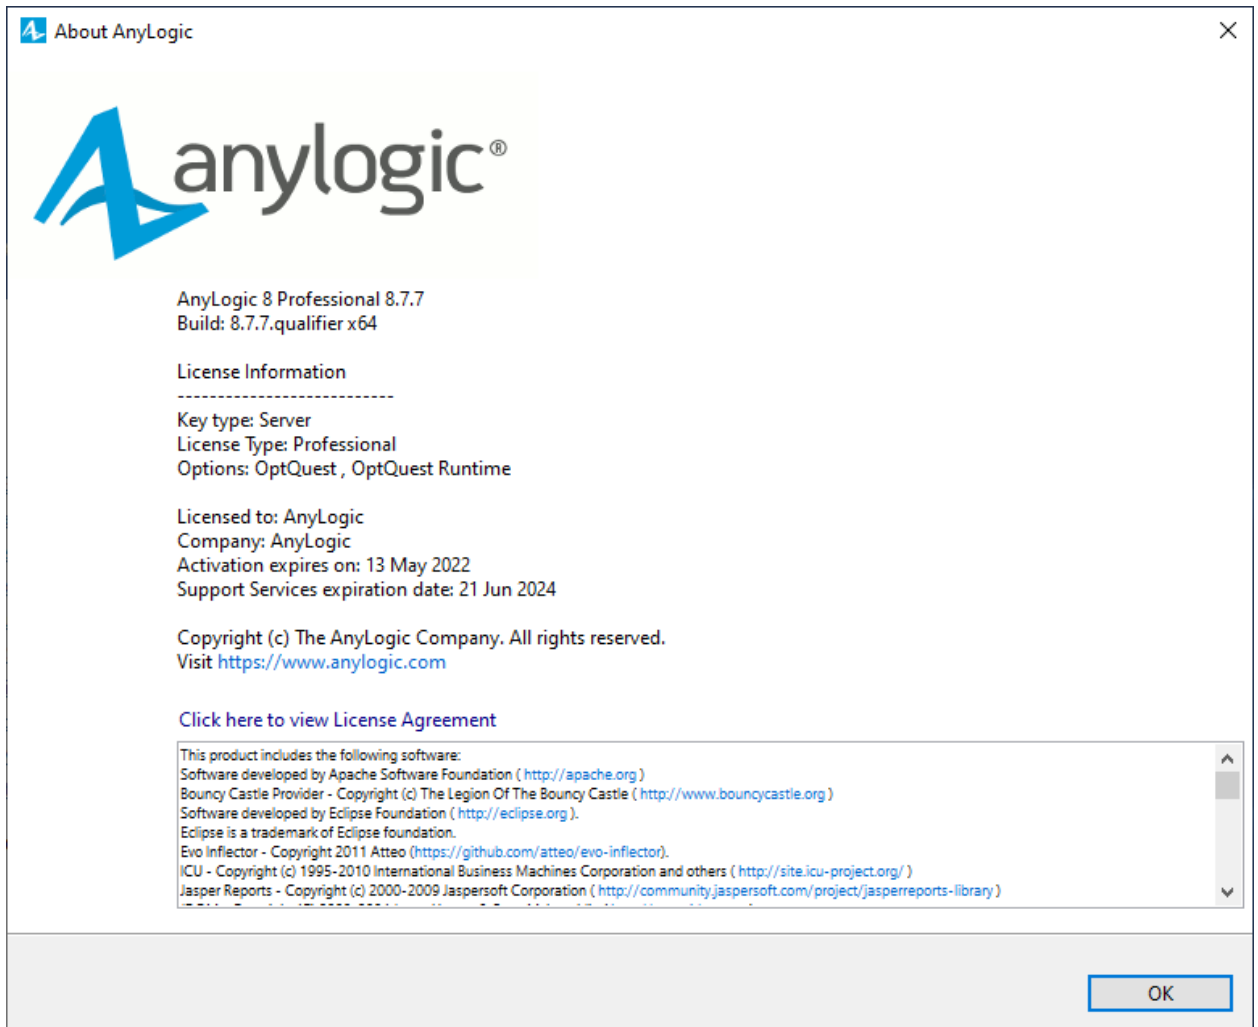 About AnyLogic
anylogic®
AnyLogic 8 Professional 8.7.7
Build: 8.7.7.qualifier x64
License Information
---------------------------
Key type: Server
License Type: Professional
Options: OptQuest , OptQuest Runtime
Licensed to: AnyLogic
Company: AnyLogic
Activation expires on: 13 May 2022
Support Services expiration date: 21 Jun 2024
Copyright (c) The AnyLogic Company. All rights reserved.
Visit https://www.anylogic.com
Click here to view License Agreement
This product includes the following software:
Software developed by Apache Software Foundation ( http://apache.org )
Bouncy Castle Provider - Copyright (c) The Legion Of The Bouncy Castle ( http://www.bouncycastle.org )
Software developed by Eclipse Foundation ( http://eclipse.org ).
Eclipse is a trademark of Eclipse foundation.
Evo Inflector - Copyright 2011 Atteo (https://github.com/atteo/evo-inflector).
ICU - Copyright (c) 1995-2010 International Business Machines Corporation and others ( http://site.icu-project.org/ )
Jasper Reports - Copyright (c) 2000-2009 Jaspersoft Corporation ( http://community.jaspersoft.com/project/jasperreports-library )
OK